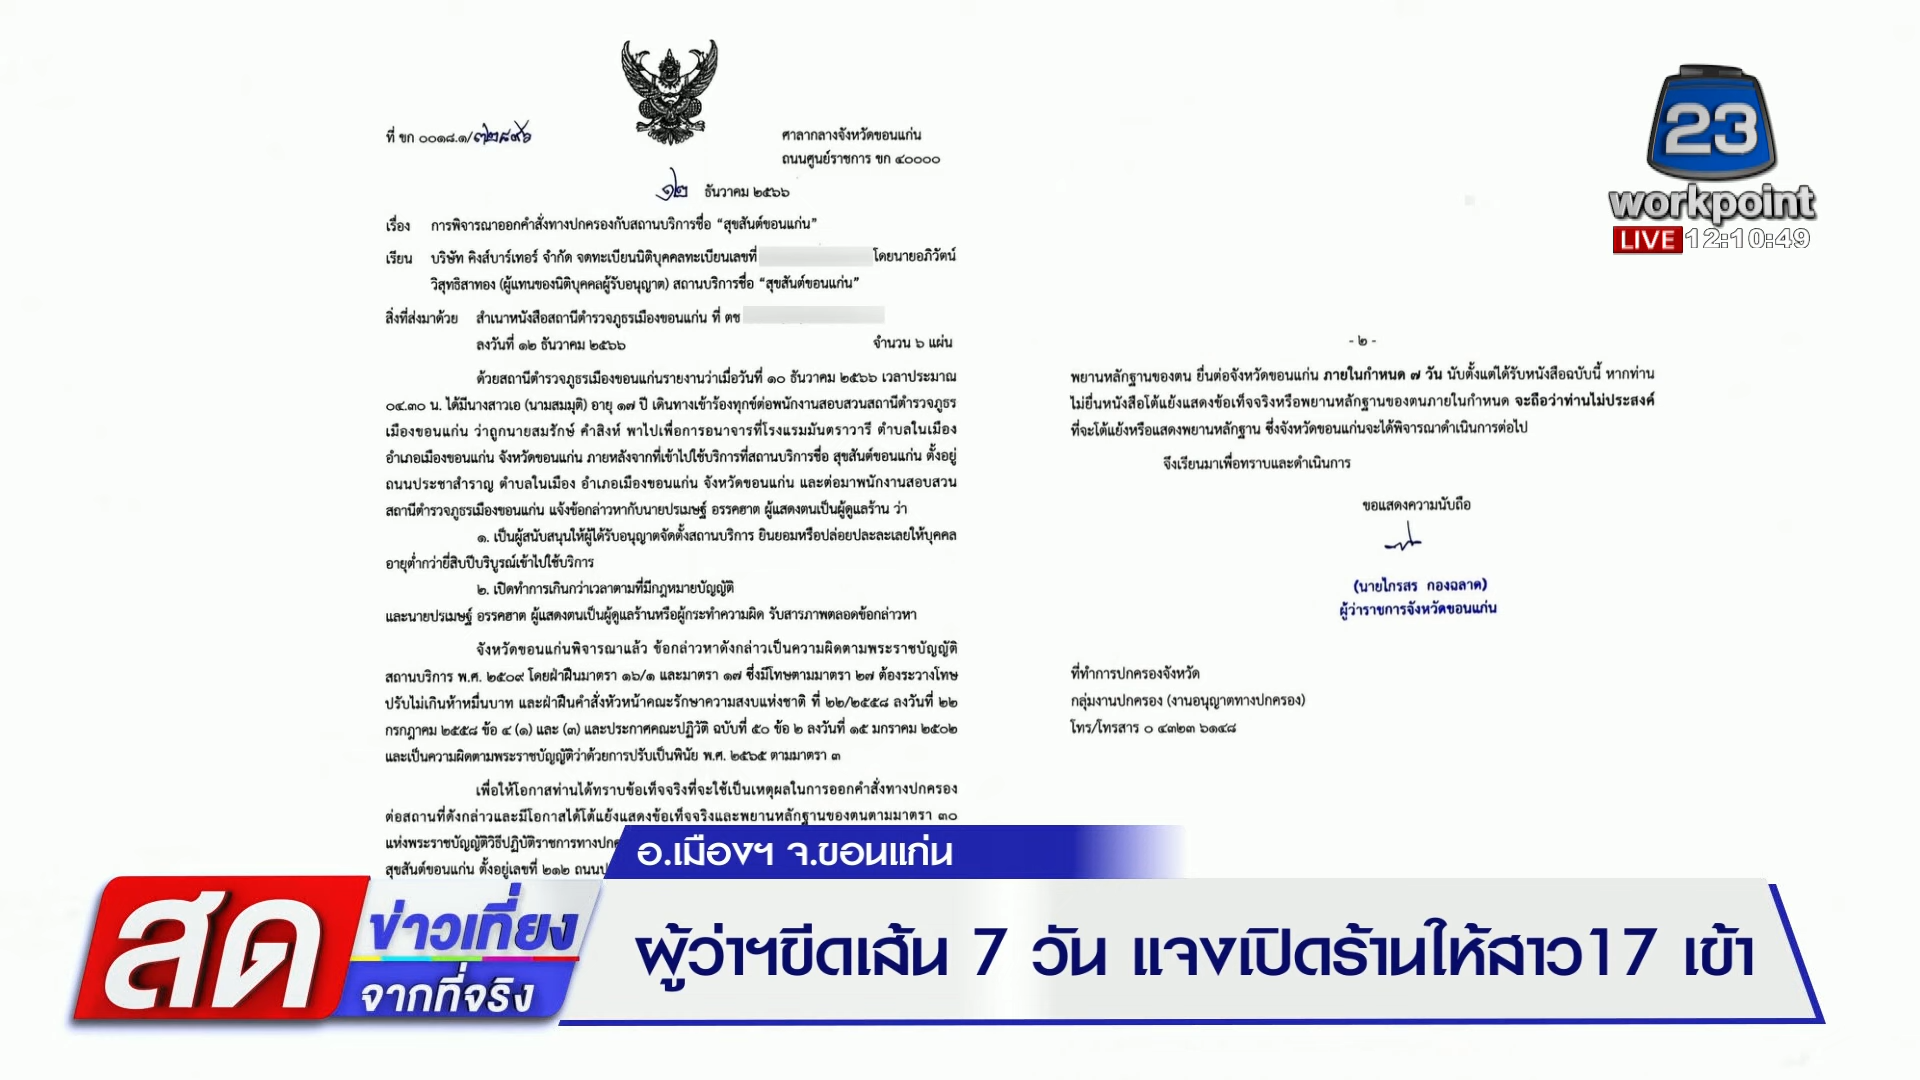 ที่ ขก ๐๐๑๘.๑/๗๒๘๙๖
ศาลากลางจังหวัดขอนแก่น
ถนนศูนย์ราชการ ขก ๔๐๐๐๐
๑๒ ธันวาคม ๒๕๖๖
เรื่อง การพิจารณาออกคำสั่งทางปกครองกับสถานบริการชื่อ “สุขสันต์ขอนแก่น”
เรียน บริษัท คิงส์บาร์เทอร์ จำกัด จดทะเบียนนิติบุคคลทะเบียนเลขที่ โดยนายอภิวัตน์
วิสุทธิสาทอง (ผู้แทนของนิติบุคคลผู้รับอนุญาต) สถานบริการชื่อ “สุขสันต์ขอนแก่น”
สิ่งที่ส่งมาด้วย สำเนาหนังสือสถานีตำรวจภูธรเมืองขอนแก่น ที่ ตช
ลงวันที่ ๑๒ ธันวาคม ๒๕๖๖ จำนวน ๖ แผ่น
ด้วยสถานีตำรวจภูธรเมืองขอนแก่นรายงานว่าเมื่อวันที่ ๑๐ ธันวาคม ๒๕๖๖ เวลาประมาณ
๐๔.๓๐ น. ได้มีนางสาวเอ (นามสมมุติ) อายุ ๑๗ ปี เดินทางเข้าร้องทุกข์ต่อพนักงานสอบสวนสถานีตำรวจภูธร
เมืองขอนแก่น ว่าถูกนายสมรักษ์ คำสิงห์ พาไปเพื่อการอนาจารที่โรงแรมมันตราวารี ตำบลในเมือง
อำเภอเมืองขอนแก่น จังหวัดขอนแก่น ภายหลังจากที่เข้าไปใช้บริการที่สถานบริการชื่อ สุขสันต์ขอนแก่น ตั้งอยู่
ถนนประชาสำราญ ตำบลในเมือง อำเภอเมืองขอนแก่น จังหวัดขอนแก่น และต่อมาพนักงานสอบสวน
สถานีตำรวจภูธรเมืองขอนแก่น แจ้งข้อกล่าวหากับนายปรเมษฐ์ อรรคฮาต ผู้แสดงตนเป็นผู้ดูแลร้าน ว่า
๑. เป็นผู้สนับสนุนให้ผู้ได้รับอนุญาตจัดตั้งสถานบริการ ยินยอมหรือปล่อยปละละเลยให้บุคคล
อายุต่ำกว่ายี่สิบปีบริบูรณ์เข้าไปใช้บริการ
๒. เปิดทำการเกินกว่าเวลาตามที่มีกฎหมายบัญญัติ
และนายปรเมษฐ์ อรรคฮาต ผู้แสดงตนเป็นผู้ดูแลร้านหรือผู้กระทำความผิด รับสารภาพตลอดข้อกล่าวหา
จังหวัดขอนแก่นพิจารณาแล้ว ข้อกล่าวหาดังกล่าวเป็นความผิดตามพระราชบัญญัติ
สถานบริการ พ.ศ. ๒๕๐๙ โดยฝ่าฝืนมาตรา ๑๖/๑ และมาตรา ๑๗ ซึ่งมีโทษตามมาตรา ๒๗ ต้องระวางโทษ
ปรับไม่เกินห้าหมื่นบาท และฝ่าฝืนคำสั่งหัวหน้าคณะรักษาความสงบแห่งชาติ ที่ ๒๒/๒๕๕๘ ลงวันที่ ๒๒
กรกฎาคม ๒๕๕๘ ข้อ ๔ (๑) และ (๓) และประกาศคณะปฏิวัติ ฉบับที่ ๕๐ ข้อ ๒ ลงวันที่ ๑๕ มกราคม ๒๕๐๒
และเป็นความผิดตามพระราชบัญญัติว่าด้วยการปรับเป็นพินัย พ.ศ. ๒๕๖๕ ตามมาตรา ๓
เพื่อให้โอกาสท่านได้ทราบข้อเท็จจริงที่จะใช้เป็นเหตุผลในการออกคำสั่งทางปกครอง
ต่อสถานที่ดังกล่าวและมีโอกาสได้โต้แย้งแสดงข้อเท็จจริงและพยานหลักฐานของตนตามมาตรา ๓๐
แห่งพระราชบัญญัติวิธีปฏิบัติราชการทางปก
สุขสันต์ขอนแก่น ตั้งอยู่เลขที่ ๒๑๒ ถนนป
- ๒ -
พยานหลักฐานของตน ยื่นต่อจังหวัดขอนแก่น ภายในกำหนด ๗ วัน นับตั้งแต่ได้รับหนังสือฉบับนี้ หากท่าน
ไม่ยื่นหนังสือโต้แย้งแสดงข้อเท็จจริงหรือพยานหลักฐานของตนภายในกำหนด จะถือว่าท่านไม่ประสงค์
ที่จะโต้แย้งหรือแสดงพยานหลักฐาน ซึ่งจังหวัดขอนแก่นจะได้พิจารณาดำเนินการต่อไป
จึงเรียนมาเพื่อทราบและดำเนินการ
ขอแสดงความนับถือ
(นายไกรสร กองฉลาด)
ผู้ว่าราชการจังหวัดขอนแก่น
ที่ทำการปกครองจังหวัด
กลุ่มงานปกครอง (งานอนุญาตทางปกครอง)
โทร/โทรสาร ๐ ๔๓๒๓ ๖๑๔๘
23
workpoint
LIVE 12:10:49
อ.เมืองฯ จ.ขอนแก่น
สด ข่าวเที่ยง
จากที่จริง
ผู้ว่าฯขีดเส้น 7 วัน แจงเปิดร้านให้สาว17 เข้า